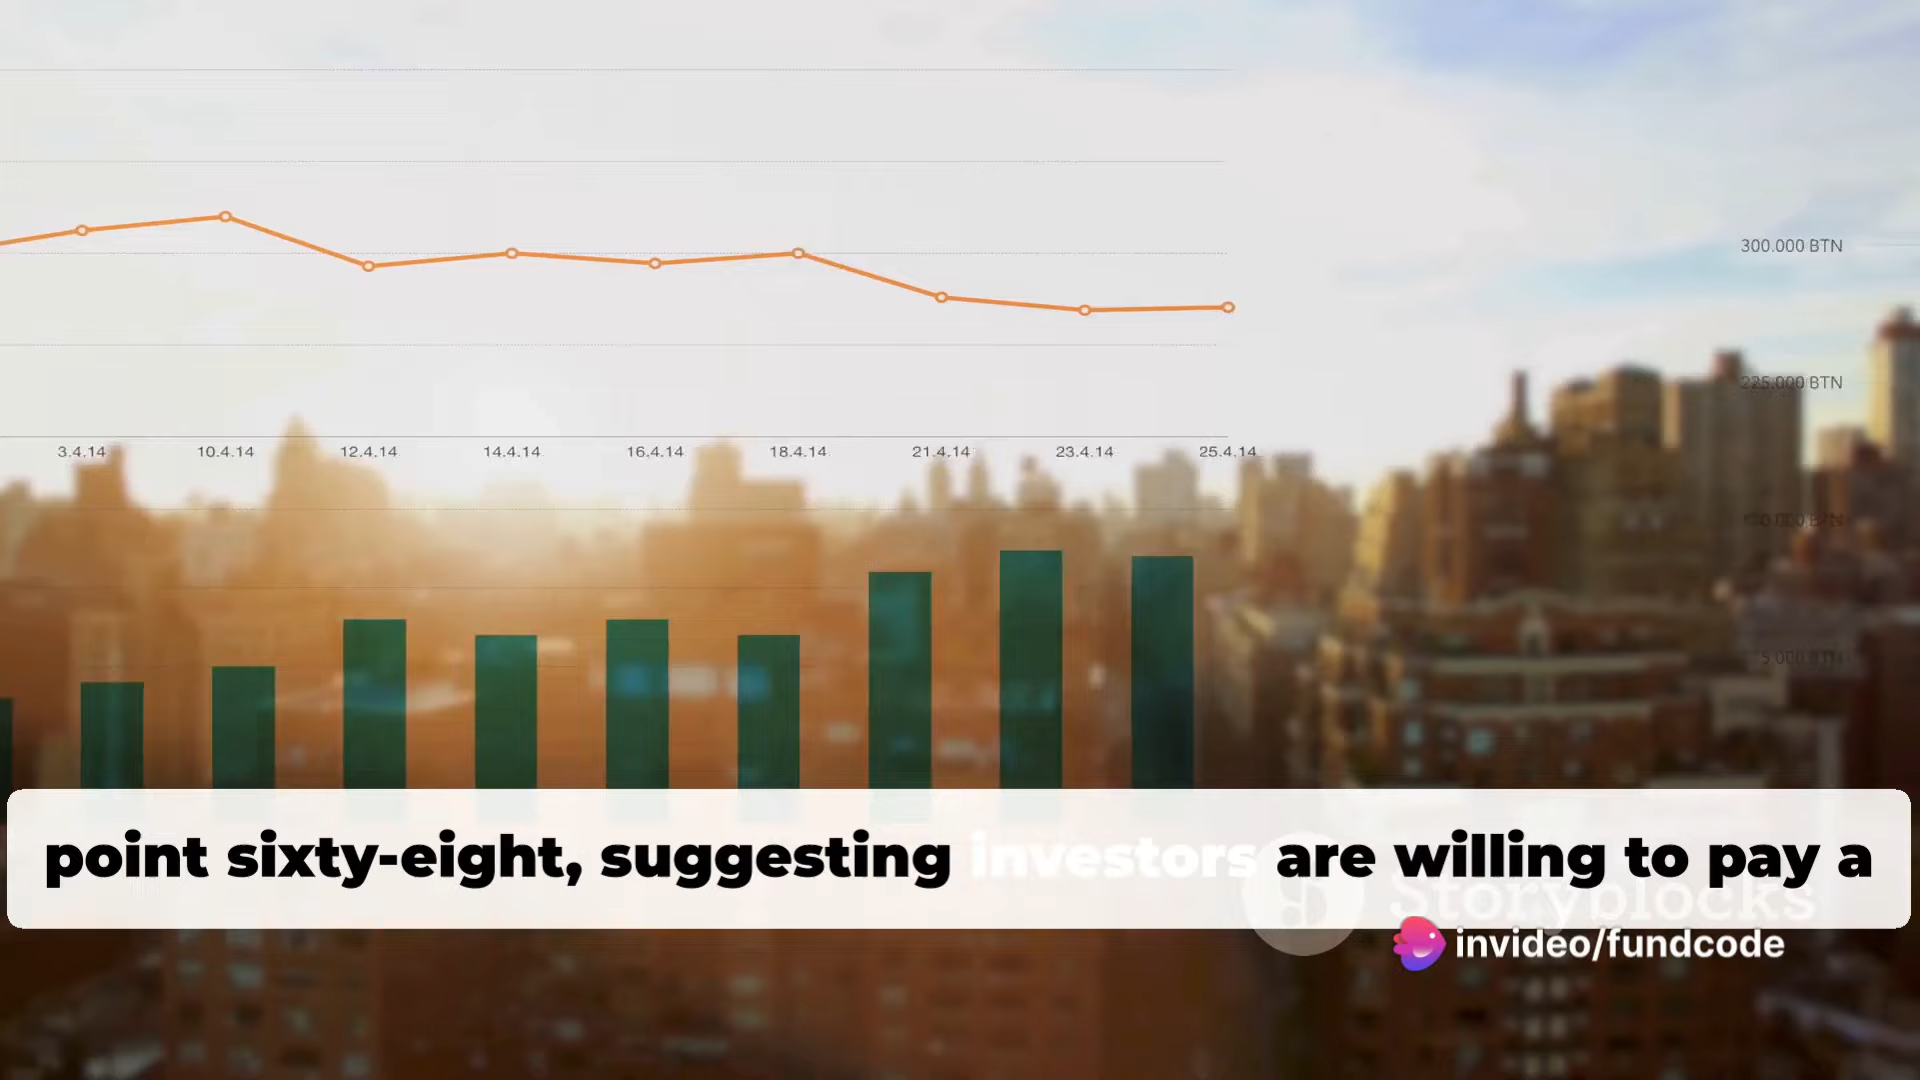 300.000 BTN
225.000 BTN
3.4.14 10.4.14 12.4.14 14.4.14 16.4.14 18.4.14 21.4.14 23.4.14 25.4.14
point sixty-eight, suggesting investors are willing to pay a
Storyblocks
invideo/fundcode